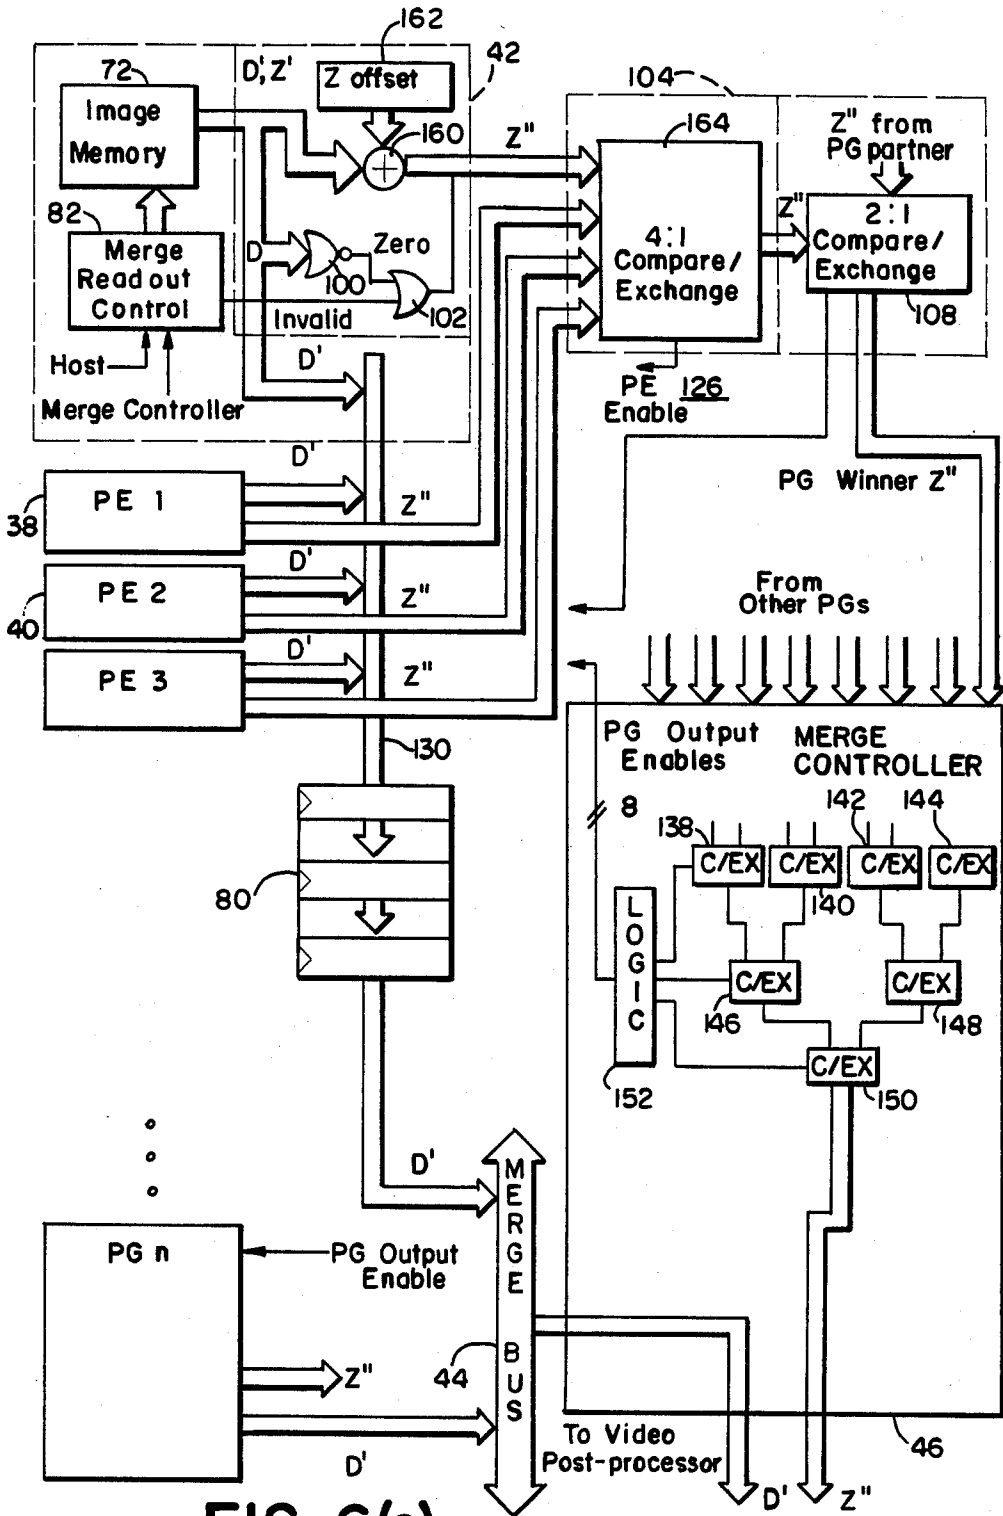 162
72
D', Z'
Z offset
42
104
164
Image
Memory
160
Z"
Z" from
PG partner
82
Merge
Readout
Control
D
Zero
100
102
Invalid
4:1
Compare/
Exchange
Z"
2:1
Compare/
Exchange
108
Host
Merge Controller
D'
PE
Enable
126
D'
PE 1
38
Z"
PG Winner Z"
D'
PE 2
40
Z"
From
Other PGs
D'
PE 3
Z"
130
PG Output
Enables
MERGE
CONTROLLER
8
138
142
144
C/EX
C/EX
C/EX
C/EX
140
80
LOGIC
C/EX
C/EX
146
148
C/EX
150
152
D'
MERGE BUS
PG n
PG Output
Enable
Z"
44
D'
To Video
Post-processor
46
D'
Z"